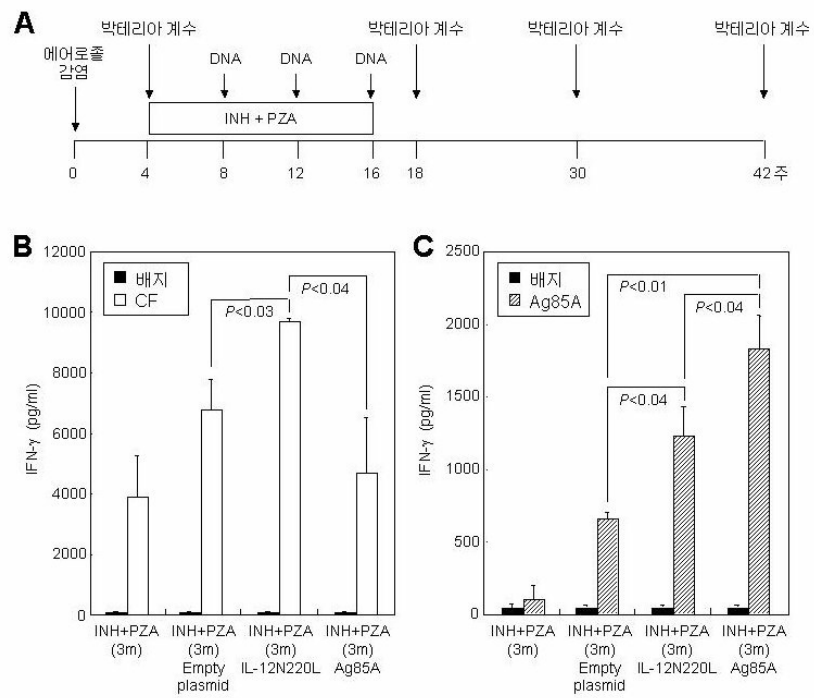 A
박테리아 계수
박테리아 계수
박테리아 계수
박테리아 계수
에어로졸
감염
DNA
DNA
DNA
INH + PZA
0
4
8
12
16
18
30
42 주
B
12000
10000
8000
6000
4000
2000
0
IFN-γ (pg/ml)
배지
CF
P<0.03
P<0.04
INH+PZA
(3m)
INH+PZA
(3m)
Empty
plasmid
INH+PZA
(3m)
IL-12N220L
INH+PZA
(3m)
Ag85A
C
2500
2000
1500
1000
500
0
IFN-γ (pg/ml)
배지
Ag85A
P<0.01
P<0.04
P<0.04
INH+PZA
(3m)
INH+PZA
(3m)
Empty
plasmid
INH+PZA
(3m)
IL-12N220L
INH+PZA
(3m)
Ag85A